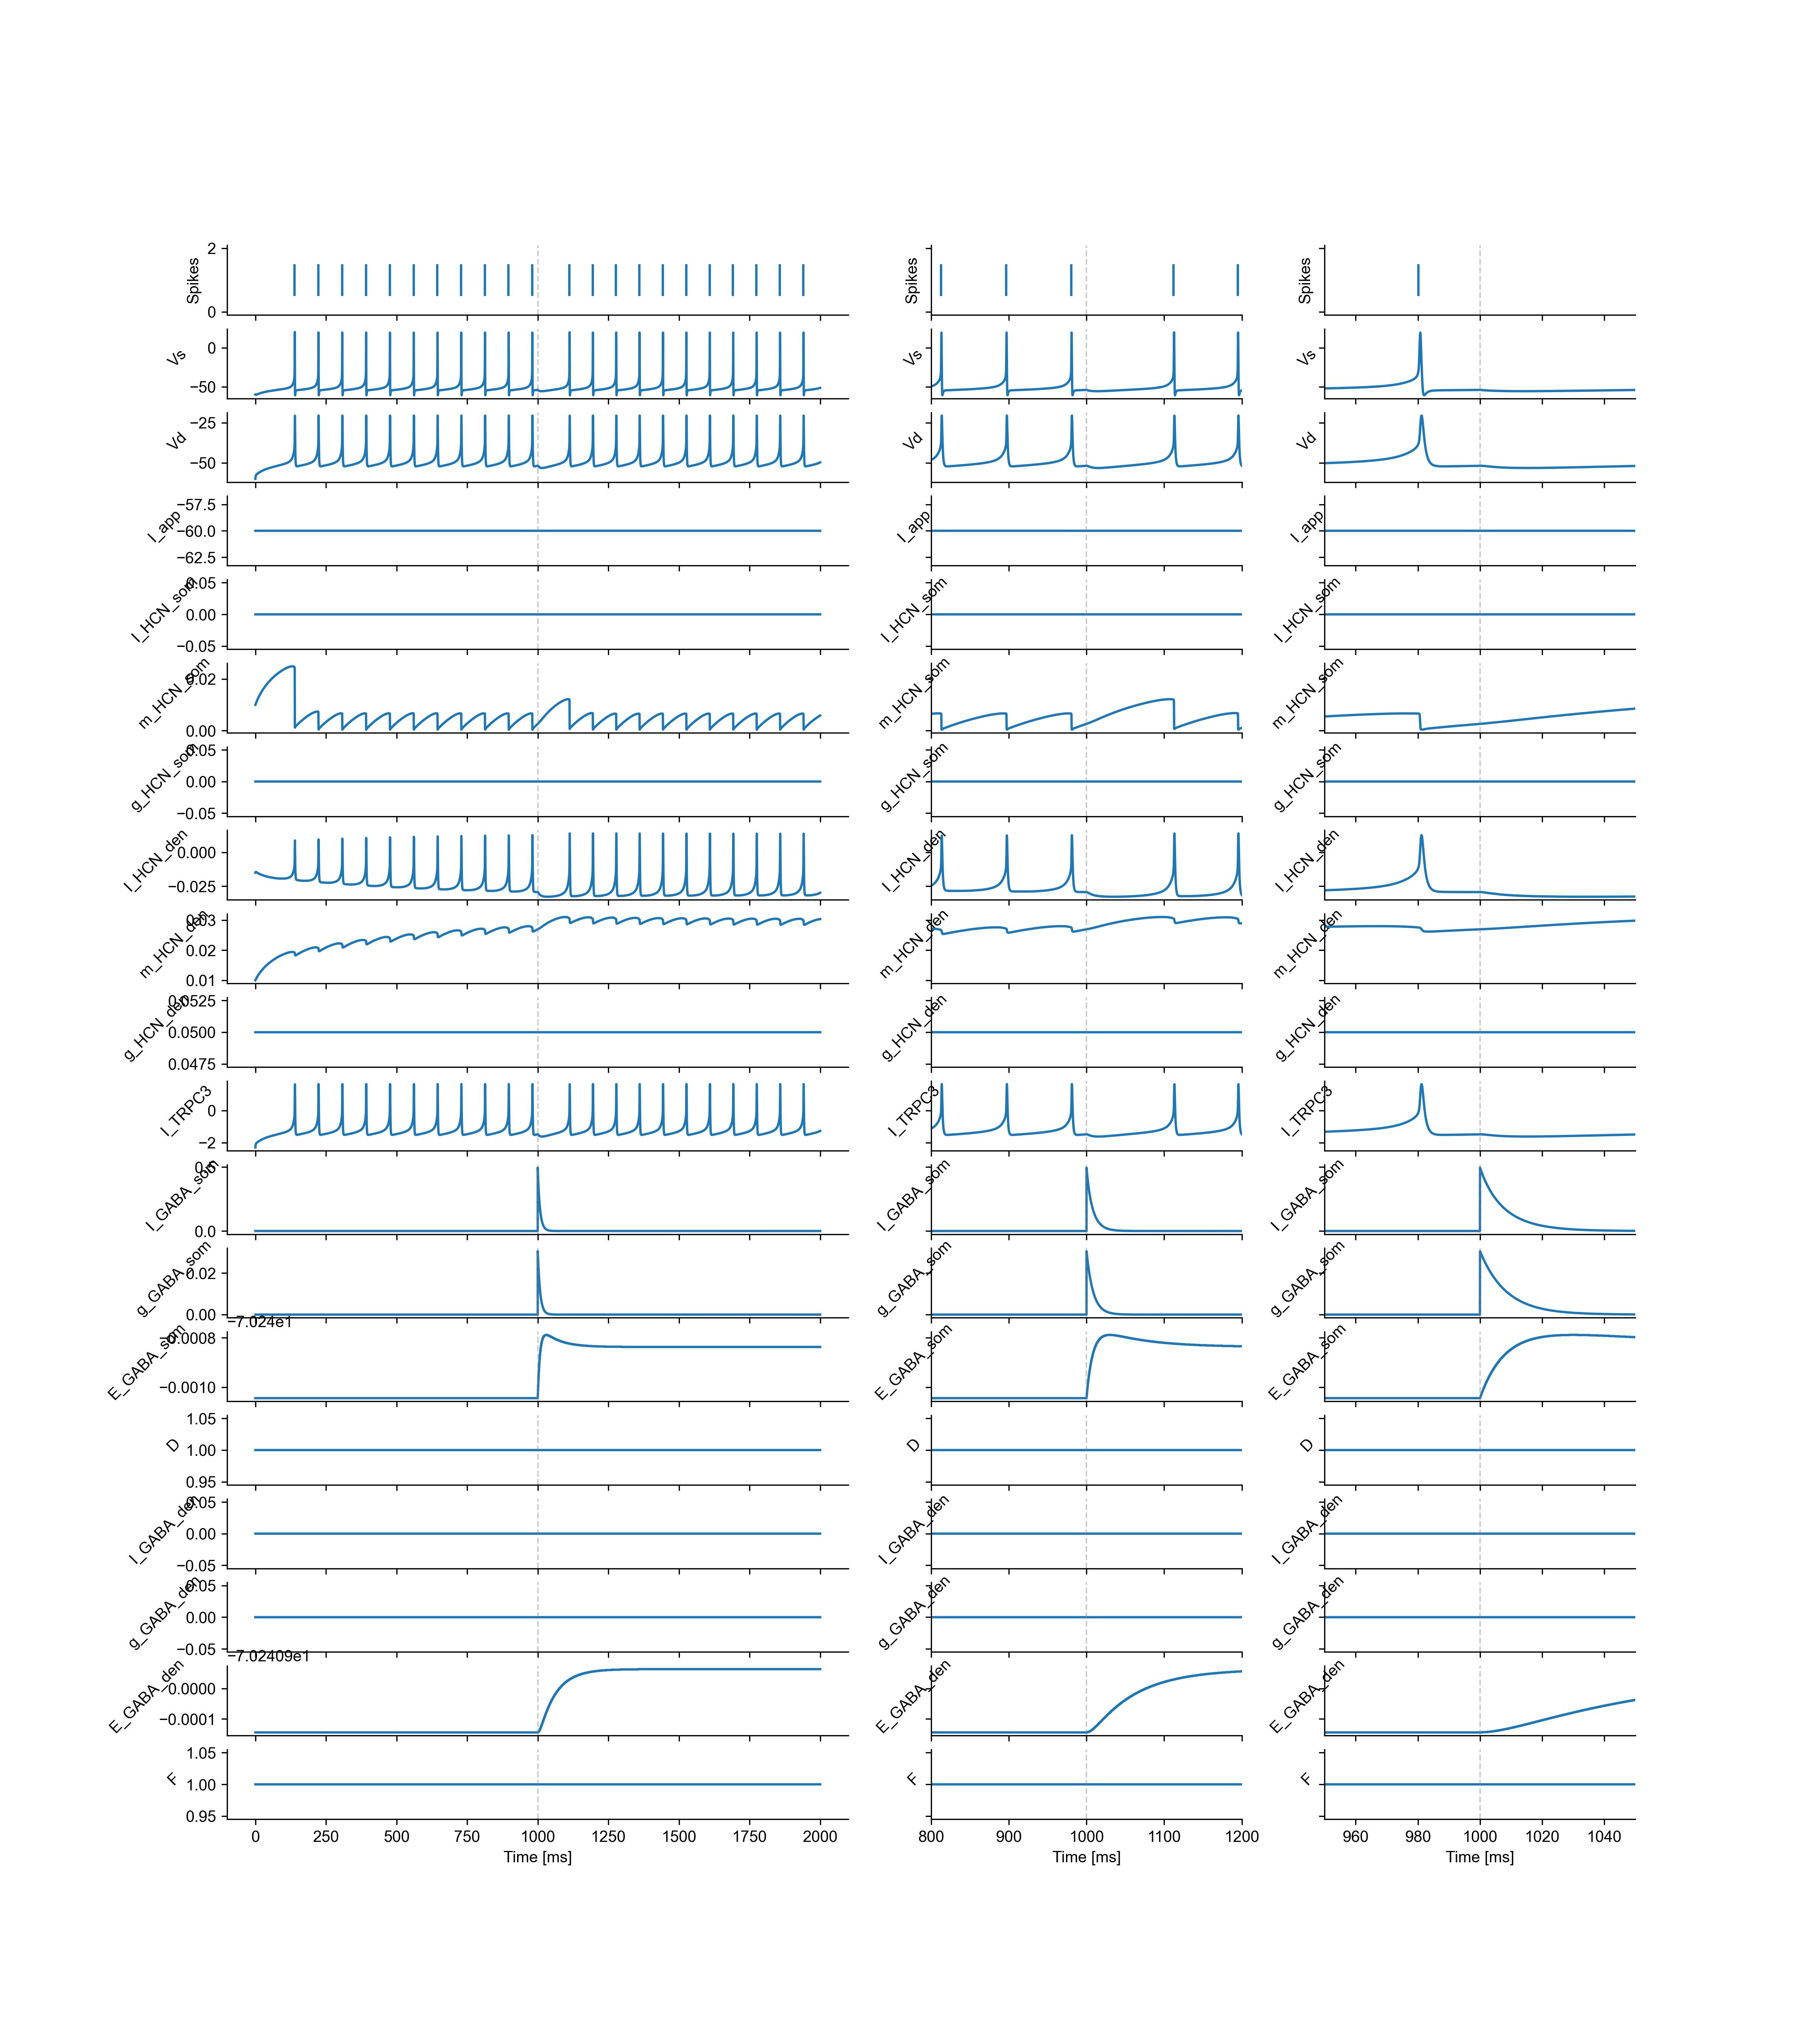 2
0
Spikes
Spikes
Spikes
0
−50
Vs
Vs
Vs
−25
−50
Vd
Vd
Vd
−57.5
−60.0
−62.5
I_app
I_app
I_app
0.05
0.00
−0.05
I_HCN_som
I_HCN_som
I_HCN_som
0.02
0.00
m_HCN_som
m_HCN_som
m_HCN_som
0.05
0.00
−0.05
g_HCN_som
g_HCN_som
g_HCN_som
0.000
−0.025
I_HCN_den
I_HCN_den
I_HCN_den
0.03
0.02
0.01
m_HCN_den
m_HCN_den
m_HCN_den
0.0525
0.0500
0.0475
g_HCN_den
g_HCN_den
g_HCN_den
0
−2
I_TRPC3
I_TRPC3
I_TRPC3
0.0
I_GABA_som
I_GABA_som
I_GABA_som
0.02
0.00
g_GABA_som
g_GABA_som
g_GABA_som
−7.024e1
−0.0008
−0.0010
E_GABA_som
E_GABA_som
E_GABA_som
1.05
1.00
0.95
D
D
D
0.05
0.00
−0.05
I_GABA_den
I_GABA_den
I_GABA_den
0.05
0.00
−0.05
g_GABA_den
g_GABA_den
g_GABA_den
−7.02409e1
−0.0000
−0.0001
E_GABA_den
E_GABA_den
E_GABA_den
1.05
1.00
0.95
F
F
F
0 250 500 750 1000 1250 1500 1750 2000
800 900 1000 1100 1200
960 980 1000 1020 1040
Time [ms]
Time [ms]
Time [ms]